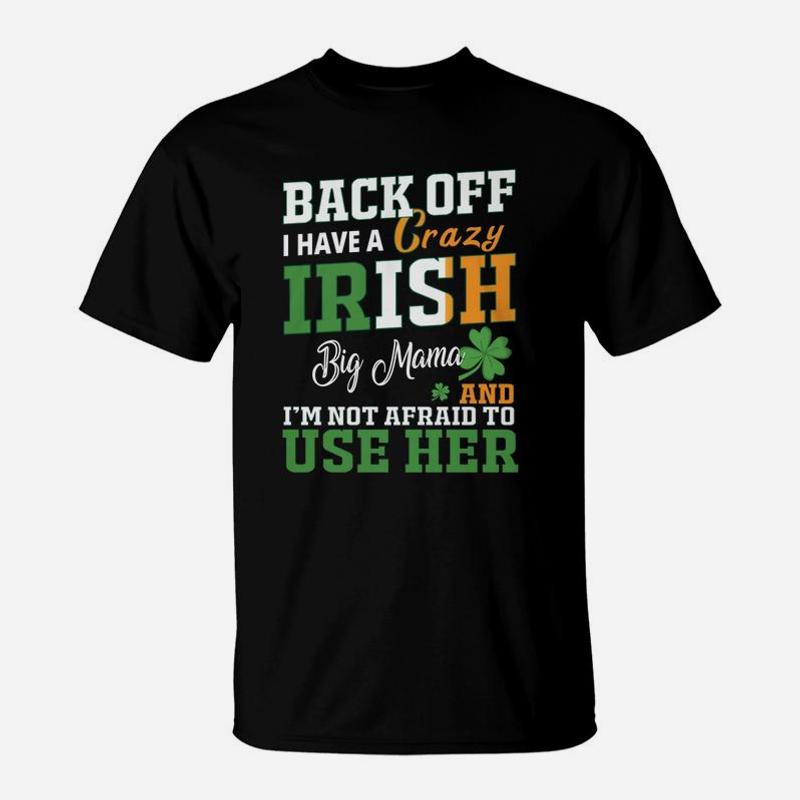 BACK OFF
I HAVE A Crazy
IRISH
Big Mama
AND
I'M NOT AFRAID TO
USE HER